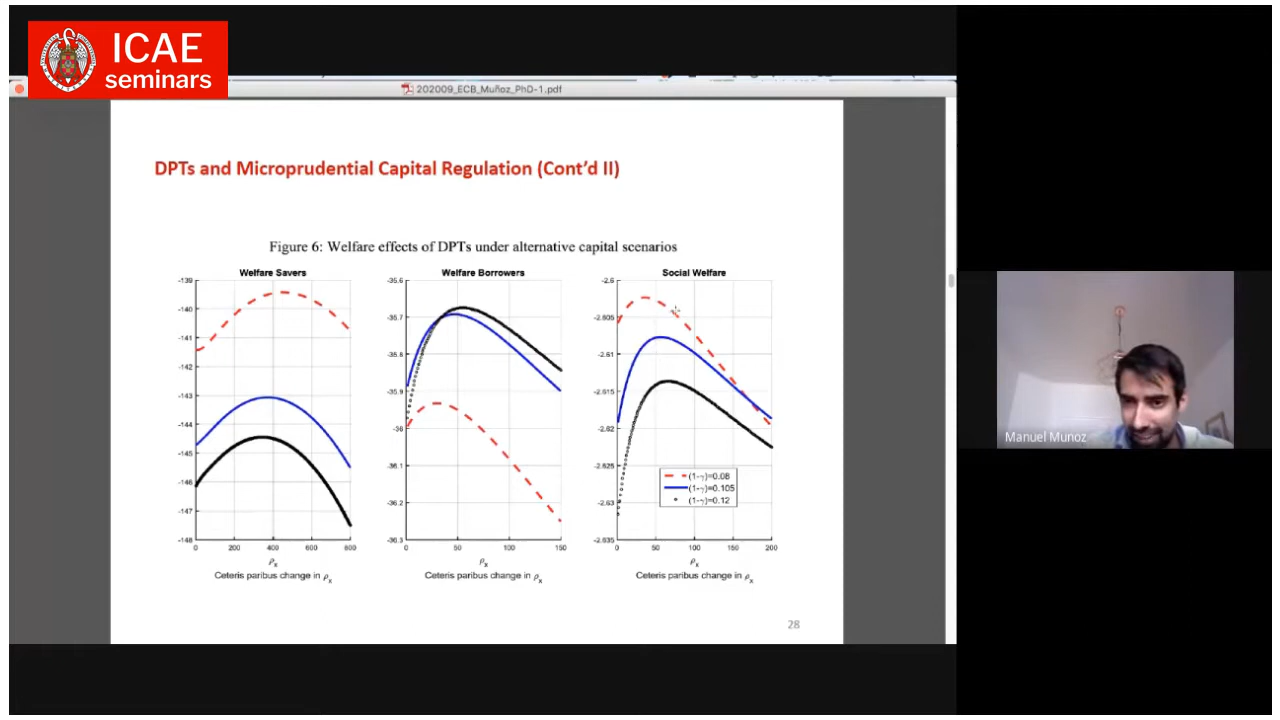 ICAE
seminars
202009_ECB_Muñoz_PhD-1.pdf
DPTs and Microprudential Capital Regulation (Cont'd II)
Figure 6: Welfare effects of DPTs under alternative capital scenarios
Welfare Savers
-139
-140
-141
-142
-143
-144
-145
-146
-147
-148
0 200 400 600 800
ρx
Ceteris paribus change in ρx
Welfare Borrowers
-35.6
-35.7
-35.8
-35.9
-36
-36.1
-36.2
-36.3
0 50 100 150
ρx
Ceteris paribus change in ρx
Social Welfare
-2.6
-2.605
-2.61
-2.615
-2.62
-2.625
-2.63
-2.635
(1-γ)=0.08
(1-γ)=0.105
(1-γ)=0.12
0 50 100 150 200
ρx
Ceteris paribus change in ρx
28
Manuel Munoz